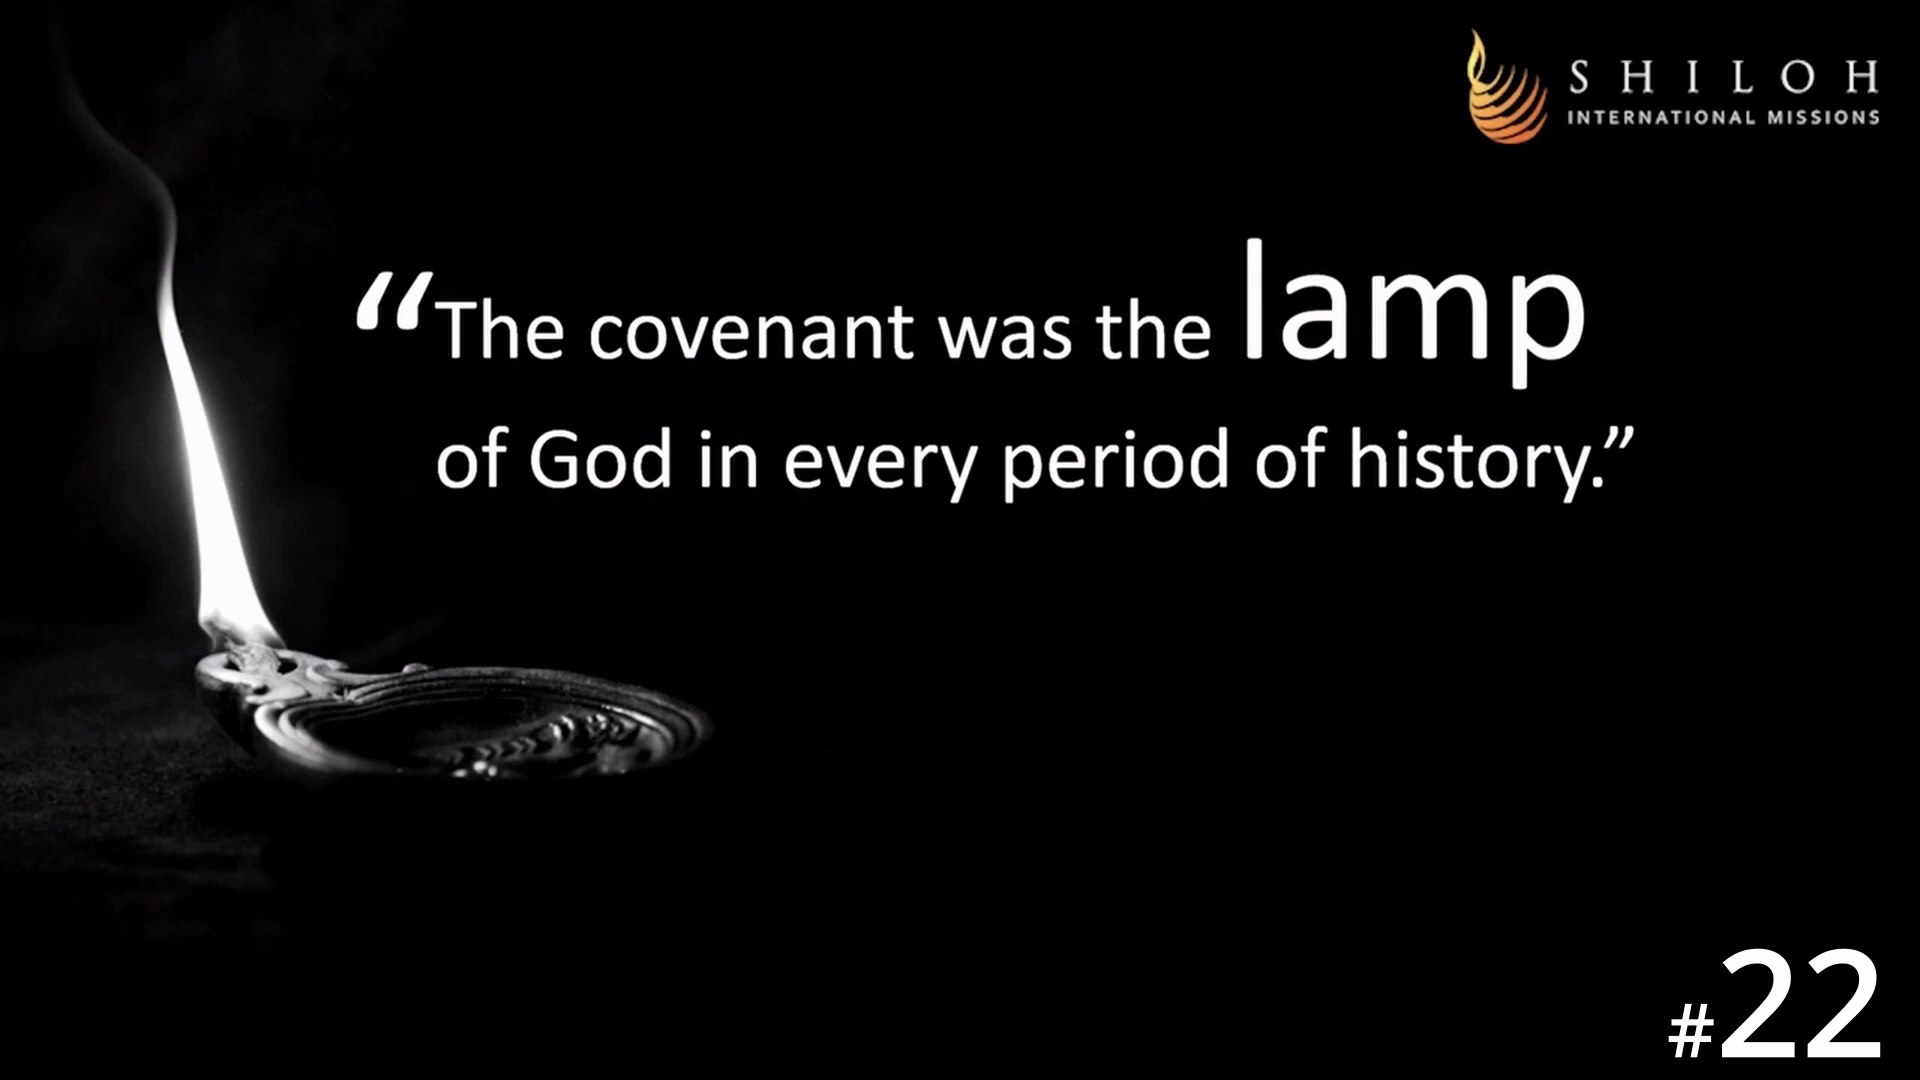 SHILOH
INTERNATIONAL MISSIONS
“The covenant was the lamp
of God in every period of history.”
#22